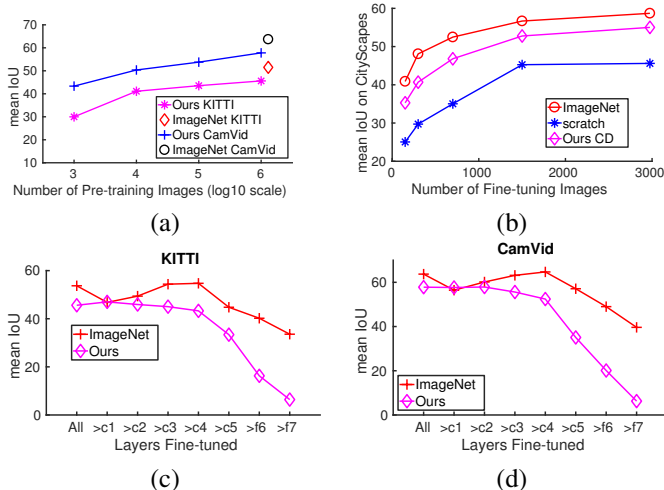 70
60
50
40
30
20
10
mean IoU
3
4
5
6
Number of Pre-training Images (log10 scale)
Ours KITTI
ImageNet KITTI
Ours CamVid
ImageNet CamVid
(a)
60
50
40
30
20
mean IoU on CityScapes
0
1000
2000
3000
Number of Fine-tuning Images
ImageNet
scratch
Ours CD
(b)
KITTI
60
40
20
0
mean IoU
All >c1 >c2 >c3 >c4 >c5 >f6 >f7
Layers Fine-tuned
ImageNet
Ours
(c)
CamVid
60
40
20
0
mean IoU
All >c1 >c2 >c3 >c4 >c5 >f6 >f7
Layers Fine-tuned
ImageNet
Ours
(d)